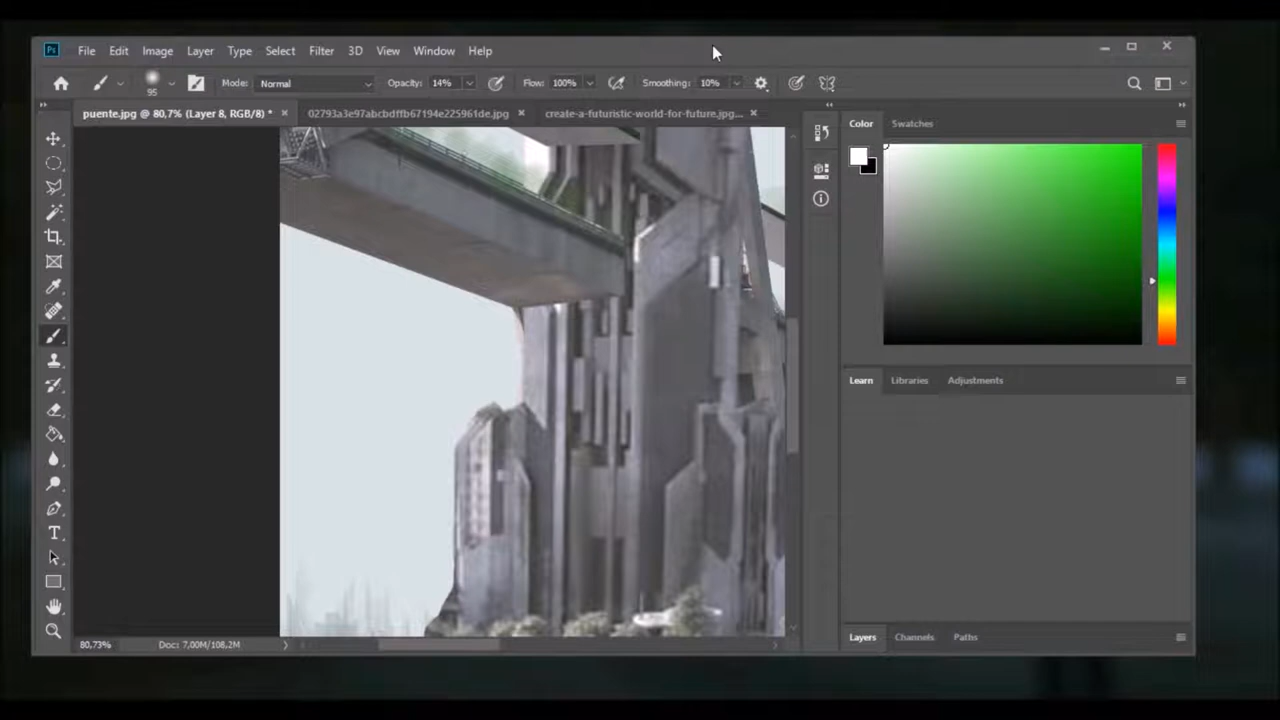 Ps File Edit Image Layer Type Select Filter 3D View Window Help
95 Mode: Normal Opacity: 14% Flow: 100% Smoothing: 10%
puente.jpg @ 80,7% (Layer 8, RGB/8) * 02793a3e97abcbdffb67194e225961de.jpg create-a-futuristic-world-for-future.jpg...
Color Swatches
Learn Libraries Adjustments
Layers Channels Paths
80,73% Doc: 7,00M/108,2M